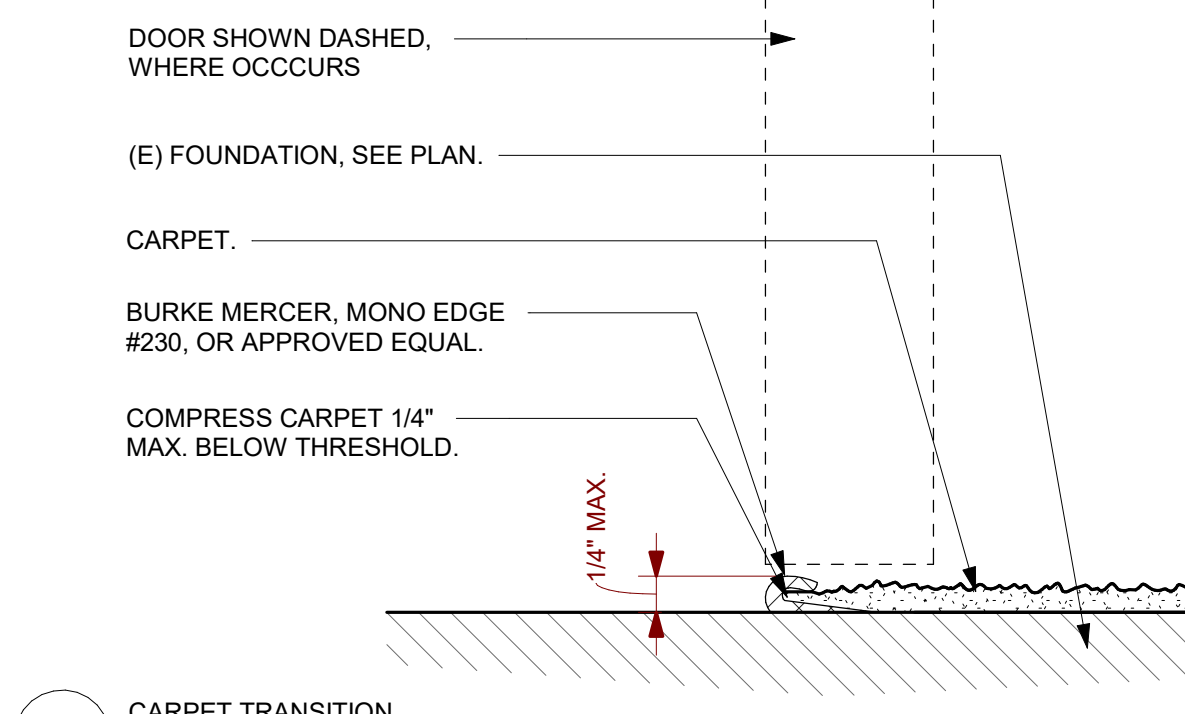 DOOR SHOWN DASHED,
WHERE OCCCURS
(E) FOUNDATION, SEE PLAN.
CARPET.
BURKE MERCER, MONO EDGE
#230, OR APPROVED EQUAL.
COMPRESS CARPET 1/4"
MAX. BELOW THRESHOLD.
1/4" MAX.
CARPET TRANSITION